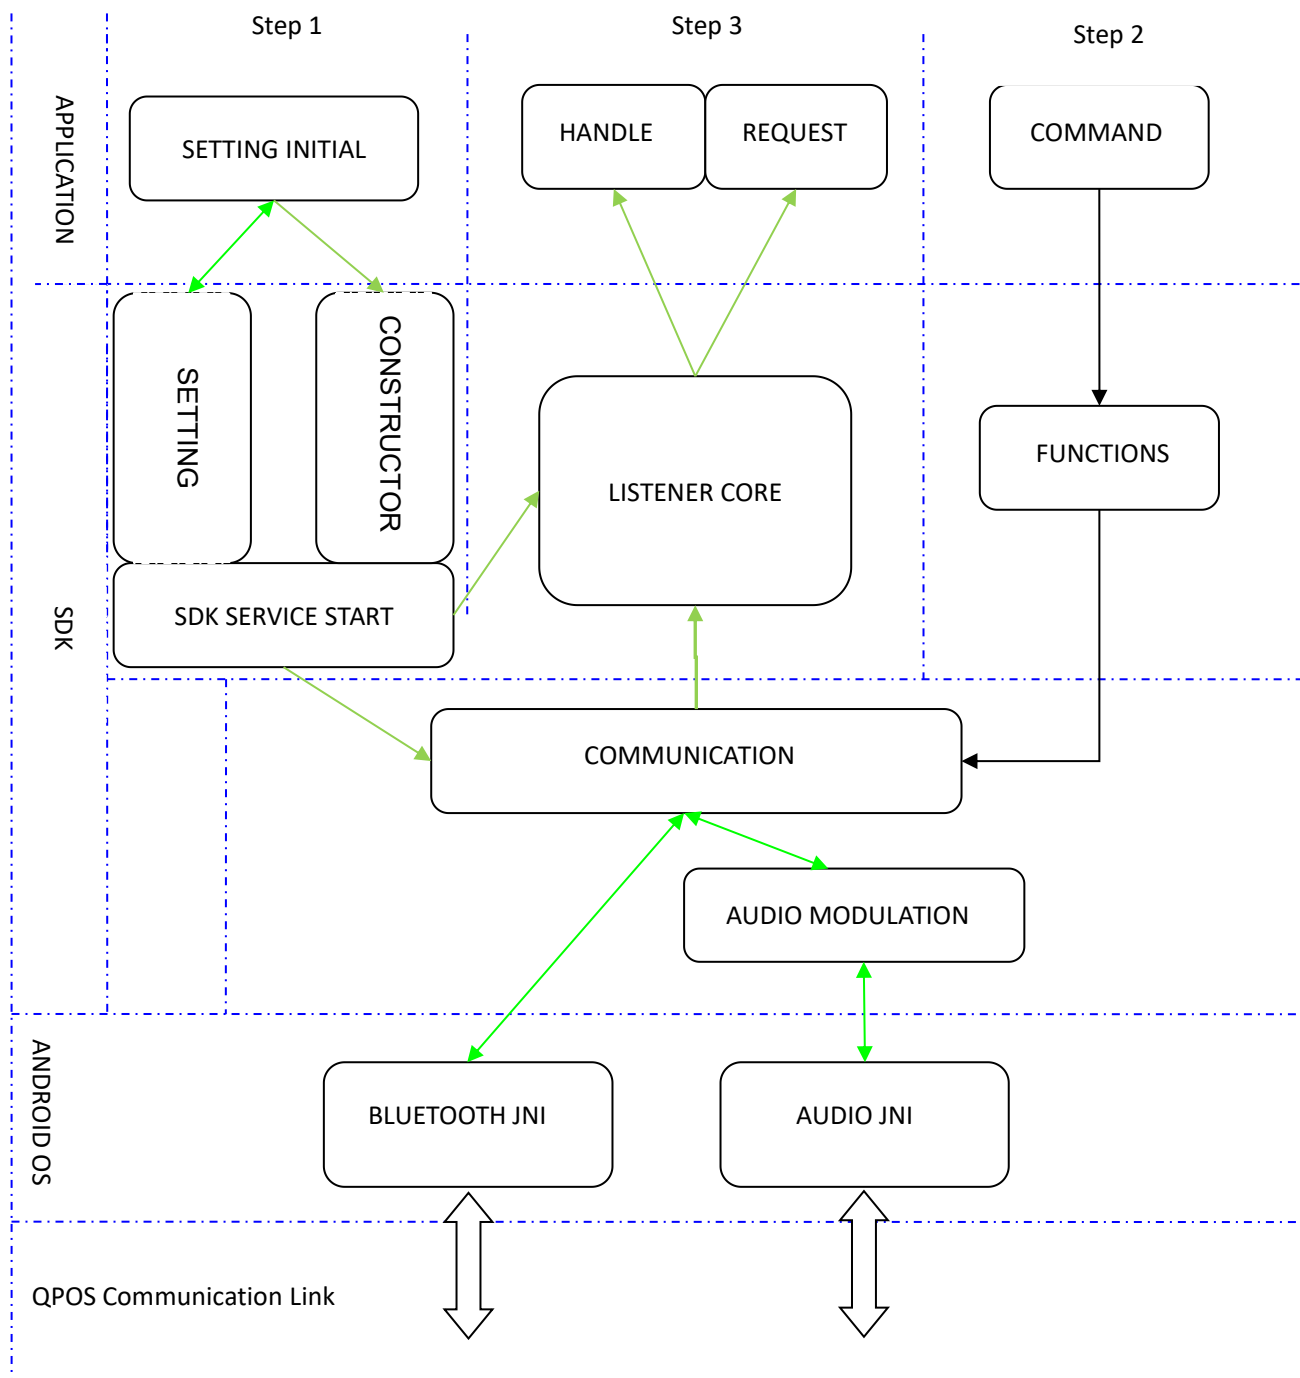 Step 1
Step 3
Step 2
APPLICATION
SETTING INITIAL
HANDLE
REQUEST
COMMAND
SETTING
CONSTRUCTOR
LISTENER CORE
FUNCTIONS
SDK
SDK SERVICE START
COMMUNICATION
AUDIO MODULATION
ANDROID OS
BLUETOOTH JNI
AUDIO JNI
QPOS Communication Link